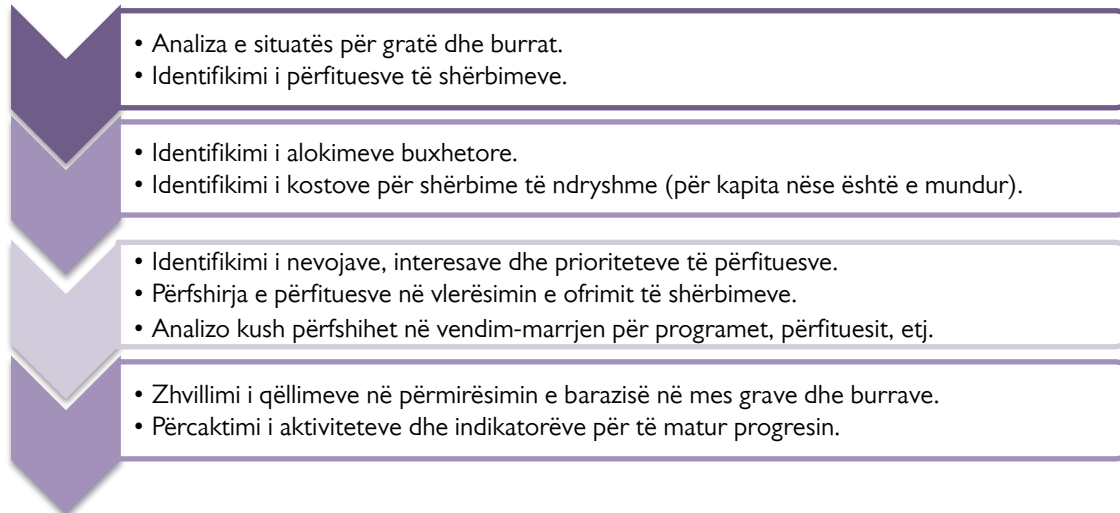 • Analiza e situatës për gratë dhe burrat.
• Identifikimi i përfituesve të shërbimeve.
• Identifikimi i alokimeve buxhetore.
• Identifikimi i kostove për shërbime të ndryshme (për kapita nëse është e mundur).
• Identifikimi i nevojave, interesave dhe prioriteteve të përfituesve.
• Përfshirja e përfituesve në vlerësimin e ofrimit të shërbimeve.
• Analizo kush përfshihet në vendim-marrjen për programet, përfituesit, etj.
• Zhvillimi i qëllimeve në përmirësimin e barazisë në mes grave dhe burrave.
• Përcaktimi i aktiviteteve dhe indikatorëve për të matur progresin.